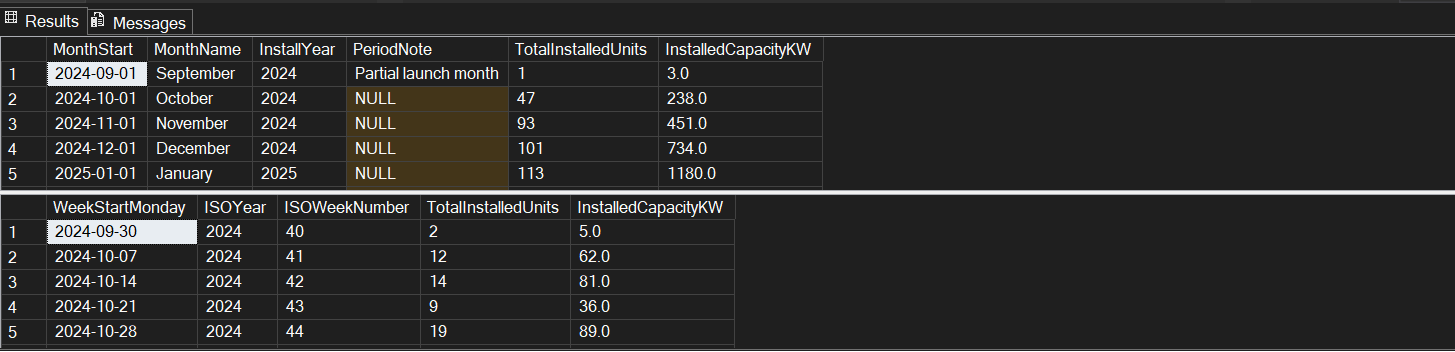 Results Messages
MonthStart MonthName InstallYear PeriodNote TotalInstalledUnits InstalledCapacityKW
1 2024-09-01 September 2024 Partial launch month 1 3.0
2 2024-10-01 October 2024 NULL 47 238.0
3 2024-11-01 November 2024 NULL 93 451.0
4 2024-12-01 December 2024 NULL 101 734.0
5 2025-01-01 January 2025 NULL 113 1180.0
WeekStartMonday ISOYear ISOWeekNumber TotalInstalledUnits InstalledCapacityKW
1 2024-09-30 2024 40 2 5.0
2 2024-10-07 2024 41 12 62.0
3 2024-10-14 2024 42 14 81.0
4 2024-10-21 2024 43 9 36.0
5 2024-10-28 2024 44 19 89.0